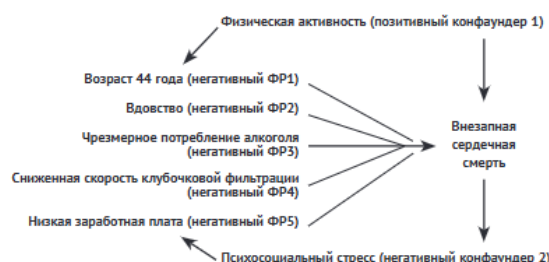 Физическая активность (позитивный конфаундер 1)
Возраст 44 года (негативный ФР1)
Вдовство (негативный ФР2)
Чрезмерное потребление алкоголя
(негативный ФР3)
Сниженная скорость клубочковой фильтрации
(негативный ФР4)
Низкая заработная плата (негативный ФР5)
Внезапная
сердечная
смерть
Психосоциальный стресс (негативный конфаундер 2)